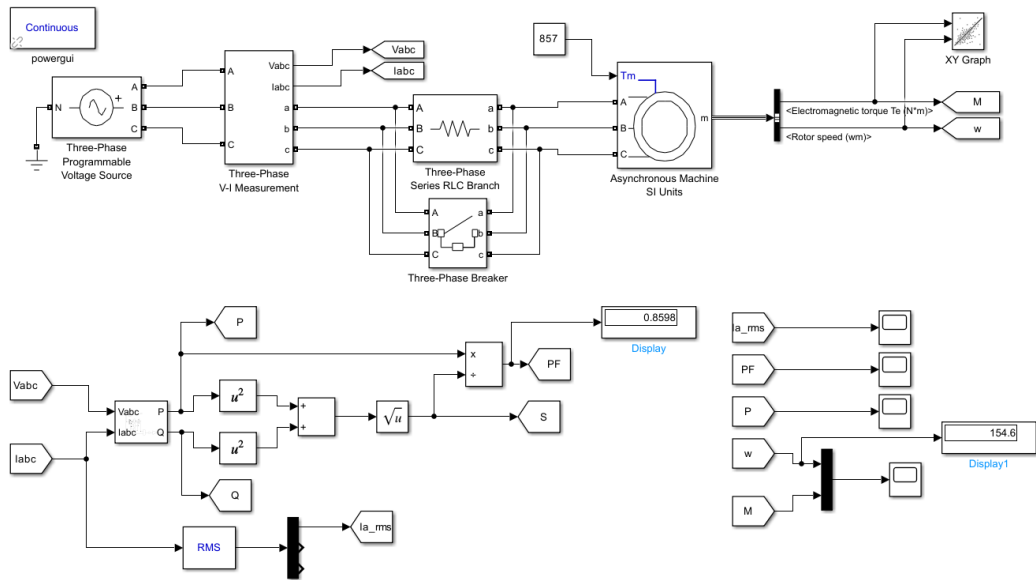 Continuous
powergui
N
A
B
C
Three-Phase
Programmable
Voltage Source
A
B
C
Vabc
Iabc
a
b
c
Three-Phase
V-I Measurement
Vabc
Iabc
A
B
C
a
b
c
Three-Phase
Series RLC Branch
A
B
C
a
b
c
Three-Phase Breaker
857
Tm
A
B
C
m
Asynchronous Machine
SI Units
<Electromagnetic torque Te (N*m)>
<Rotor speed (wm)>
XY Graph
M
w
P
0.8598
Display
x
÷
PF
Vabc
Iabc
Vabc
Iabc
P
Q
u²
u²
+
+
√u
S
Q
RMS
Ia_rms
Ia_rms
PF
P
w
M
154.6
Display1